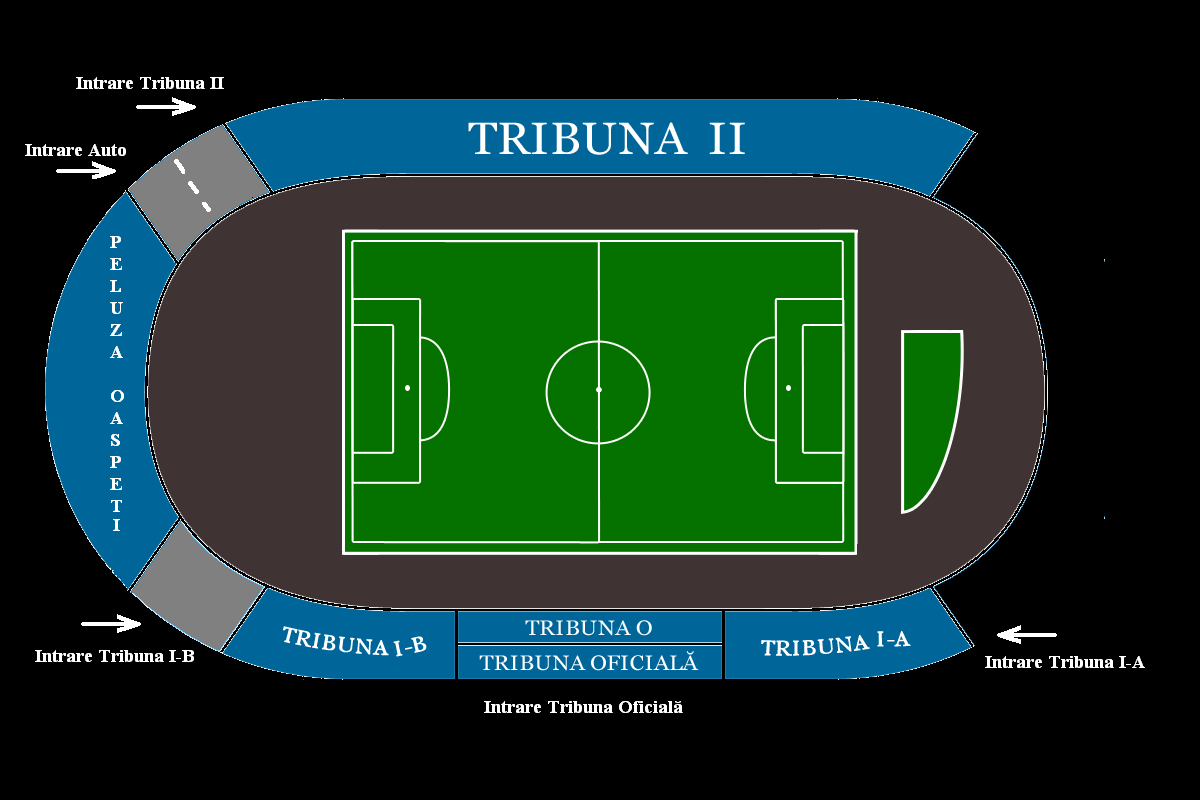 Intrare Tribuna II
TRIBUNA II
Intrare Auto
PELUZA OASPETI
TRIBUNA I-B
TRIBUNA O
TRIBUNA I-A
TRIBUNA OFICIALĂ
Intrare Tribuna I-B
Intrare Tribuna I-A
Intrare Tribuna Oficială